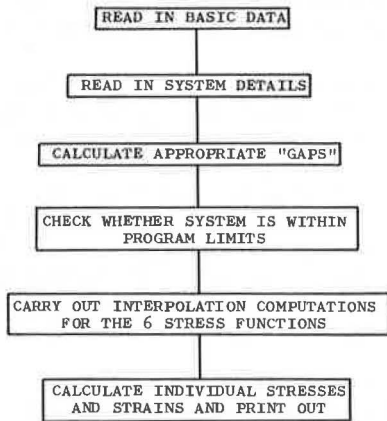 READ IN BASIC DATA
READ IN SYSTEM DETAILS
CALCULATE APPROPRIATE "GAPS"
CHECK WHETHER SYSTEM IS WITHIN
PROGRAM LIMITS
CARRY OUT INTERPOLATION COMPUTATIONS
FOR THE 6 STRESS FUNCTIONS
CALCULATE INDIVIDUAL STRESSES
AND STRAINS AND PRINT OUT